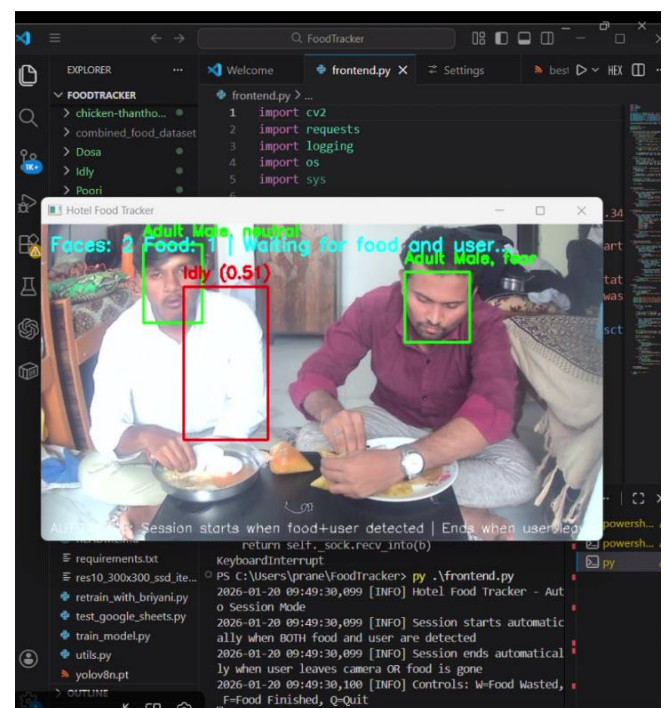 FoodTracker
EXPLORER
Welcome
frontend.py
Settings
HEX
FOODTRACKER
frontend.py > ...
chicken-thantho...
combined_food_dataset
Dosa
Idly
Poori
1 import cv2
2 import requests
3 import logging
4 import os
5 import sys
6
1K+
Hotel Food Tracker
Adult Male, neutral
Faces: 2 Food: 1 | Waiting for food and user..
Adult Male, fear
Idly (0.51)
Session starts when food+user detected | Ends when user
return self._sock.recv_into(b)
KeyboardInterrupt
PS C:\Users\prane\FoodTracker> py .\frontend.py
2026-01-20 09:49:30,099 [INFO] Hotel Food Tracker - Aut
o Session Mode
2026-01-20 09:49:30,099 [INFO] Session starts automatic
ally when BOTH food and user are detected
2026-01-20 09:49:30,099 [INFO] Session ends automatical
ly when user leaves camera OR food is gone
2026-01-20 09:49:30,100 [INFO] Controls: W=Food Wasted,
F=Food Finished, Q=Quit
requirements.txt
res10_300x300_ssd_ite...
retrain_with_briyani.py
test_google_sheets.py
train_model.py
utils.py
yolov8n.pt
OUTLINE
powersh...
powersh...
py